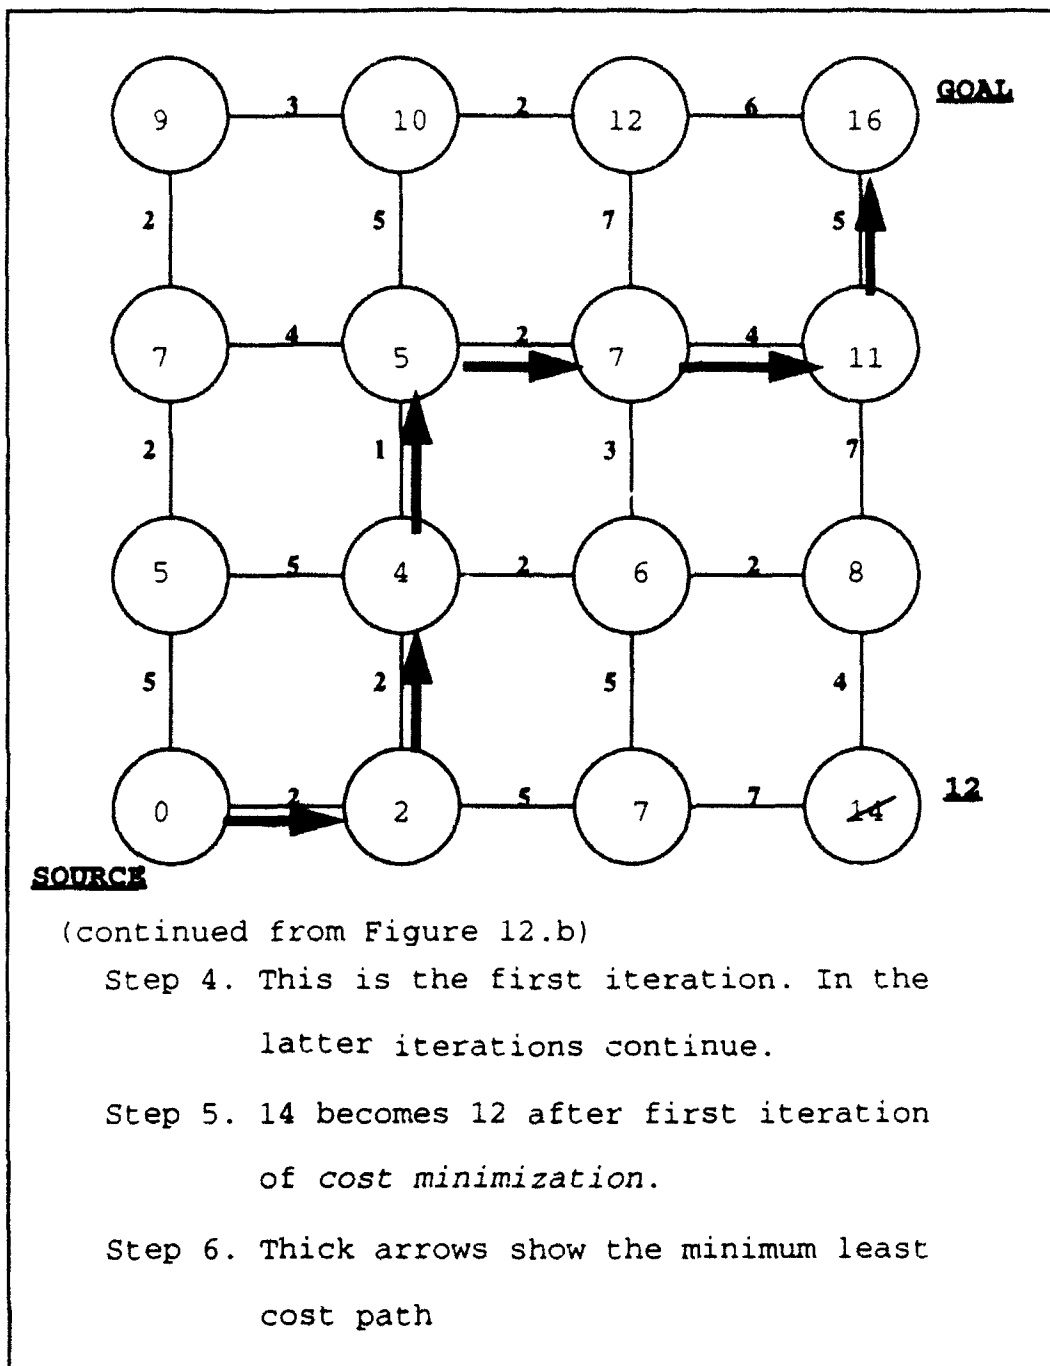 9 3 10 2 12 6 16 GOAL
2 5 7 5
7 4 5 2 7 4 11
2 1 3 7
5 5 4 2 6 2 8
5 2 5 4
0 2 2 5 7 7 14 12
SOURCE
(continued from Figure 12.b)
Step 4. This is the first iteration. In the
latter iterations continue.
Step 5. 14 becomes 12 after first iteration
of cost minimization.
Step 6. Thick arrows show the minimum least
cost path